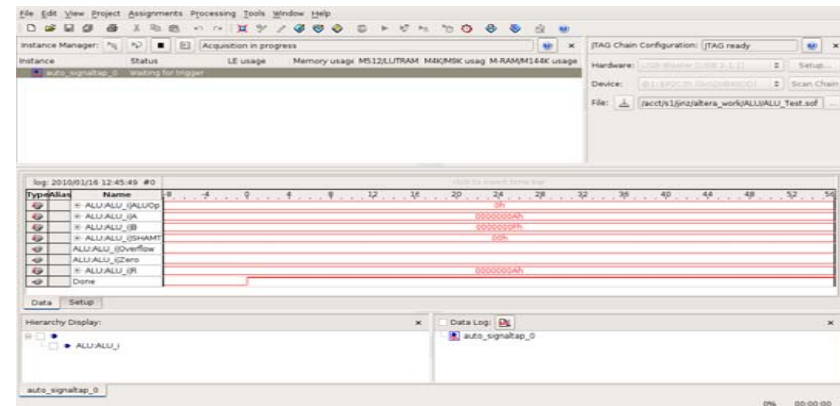 File Edit View Project Assignments Processing Tools Window Help
Instance Manager: Acquisition in progress
JTAG Chain Configuration: JTAG ready
Instance Status LE usage Memory usage M512/LUTRAM M4K/M9K usag M-RAM/M144K usage
auto_signaltap_0 Waiting for trigger
Hardware: Setup...
Device: Scan Chain
File: /acct/s1/jinz/altera_work/ALU/ALU_Test.sof ...
log: 2010/01/16 12:45:49 #0 click to insert time bar
Type Alias Name -8 -4 0 4 8 12 16 20 24 28 32 36 40 44 48 52 56
ALU:ALU_i|ALUOp 0h
ALU:ALU_i|A 0000000Ah
ALU:ALU_i|B 0000000Fh
ALU:ALU_i|SHAMT 00h
ALU:ALU_i|Overflow
ALU:ALU_i|Zero
ALU:ALU_i|R 0000000Ah
Done
Data Setup
Hierarchy Display:
Data Log:
ALU:ALU_i
auto_signaltap_0
auto_signaltap_0
0% 00:00:00